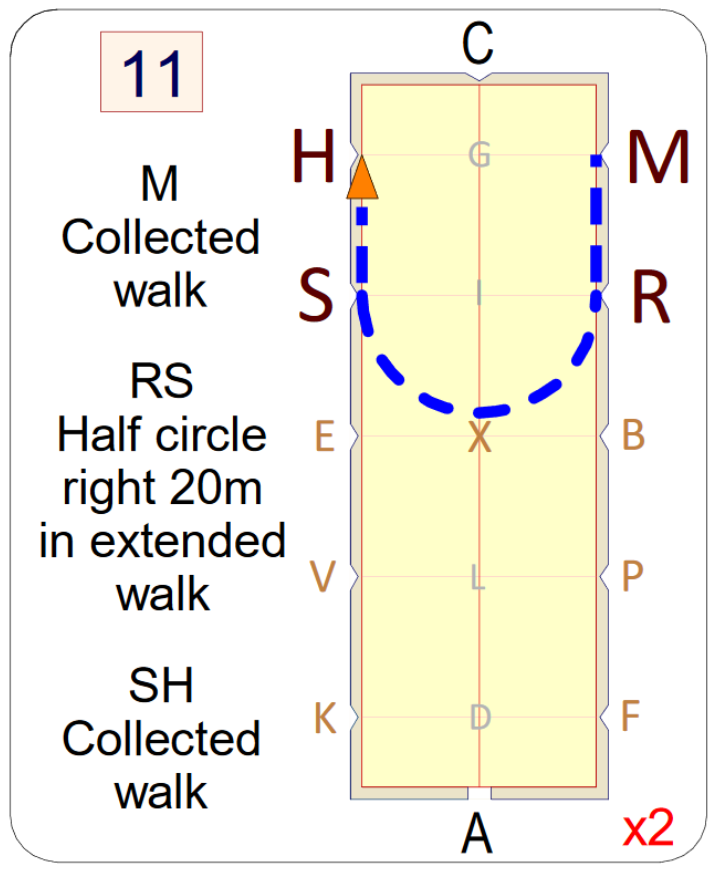 11
M
Collected
walk
RS
Half circle
right 20m
in extended
walk
SH
Collected
walk
C
H G M
S I R
E X B
V L P
K D F
A
x2